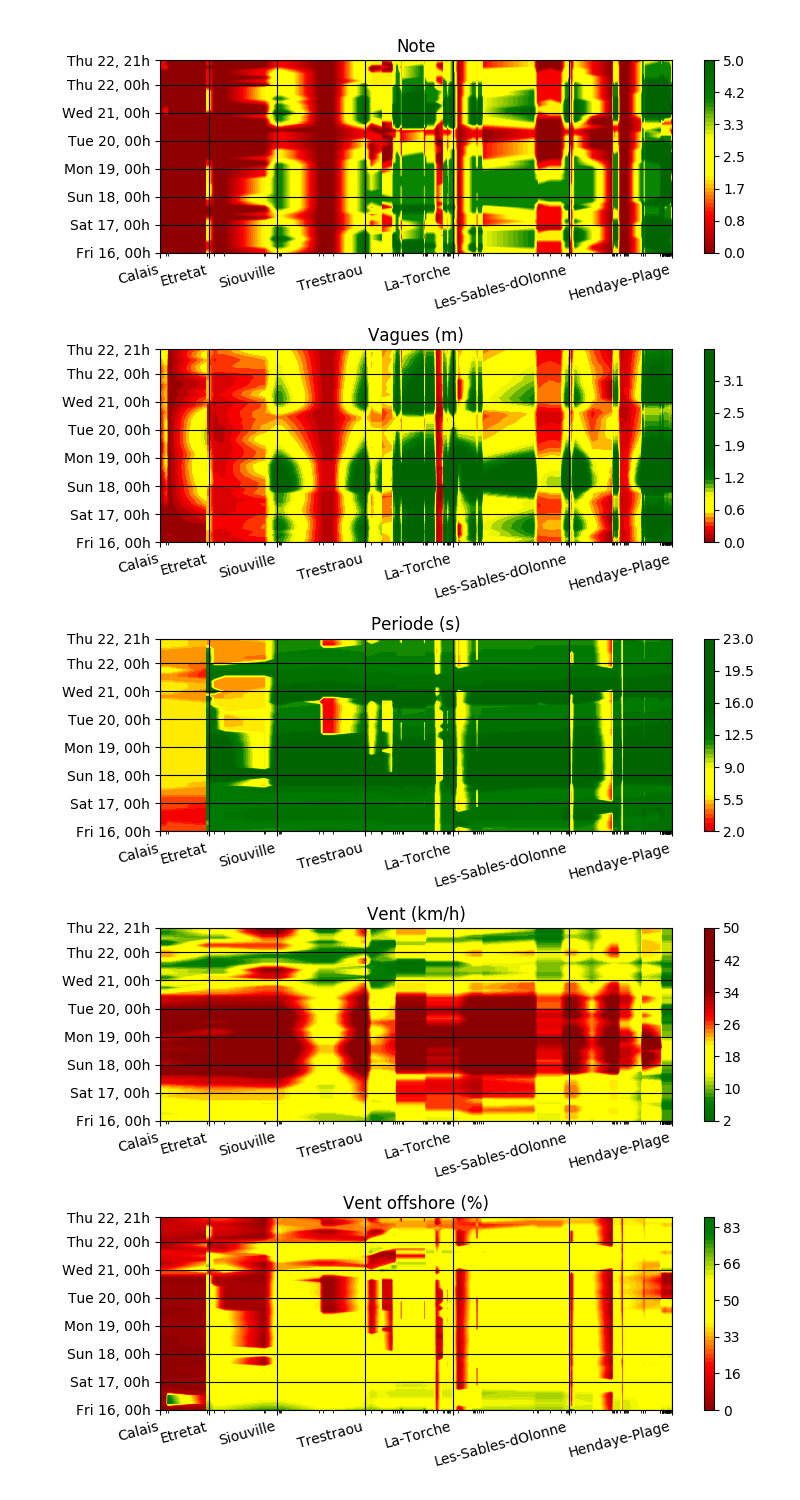 Note
Thu 22, 21h
Thu 22, 00h
Wed 21, 00h
Tue 20, 00h
Mon 19, 00h
Sun 18, 00h
Sat 17, 00h
Fri 16, 00h
Calais
Etretat
Siouville
Trestraou
La-Torche
Les-Sables-dOlonne
Hendaye-Plage
5.0
4.2
3.3
2.5
1.7
0.8
0.0
Vagues (m)
Thu 22, 21h
Thu 22, 00h
Wed 21, 00h
Tue 20, 00h
Mon 19, 00h
Sun 18, 00h
Sat 17, 00h
Fri 16, 00h
Calais
Etretat
Siouville
Trestraou
La-Torche
Les-Sables-dOlonne
Hendaye-Plage
3.1
2.5
1.9
1.2
0.6
0.0
Periode (s)
Thu 22, 21h
Thu 22, 00h
Wed 21, 00h
Tue 20, 00h
Mon 19, 00h
Sun 18, 00h
Sat 17, 00h
Fri 16, 00h
Calais
Etretat
Siouville
Trestraou
La-Torche
Les-Sables-dOlonne
Hendaye-Plage
23.0
19.5
16.0
12.5
9.0
5.5
2.0
Vent (km/h)
Thu 22, 21h
Thu 22, 00h
Wed 21, 00h
Tue 20, 00h
Mon 19, 00h
Sun 18, 00h
Sat 17, 00h
Fri 16, 00h
Calais
Etretat
Siouville
Trestraou
La-Torche
Les-Sables-dOlonne
Hendaye-Plage
50
42
34
26
18
10
2
Vent offshore (%)
Thu 22, 21h
Thu 22, 00h
Wed 21, 00h
Tue 20, 00h
Mon 19, 00h
Sun 18, 00h
Sat 17, 00h
Fri 16, 00h
Calais
Etretat
Siouville
Trestraou
La-Torche
Les-Sables-dOlonne
Hendaye-Plage
83
66
50
33
16
0